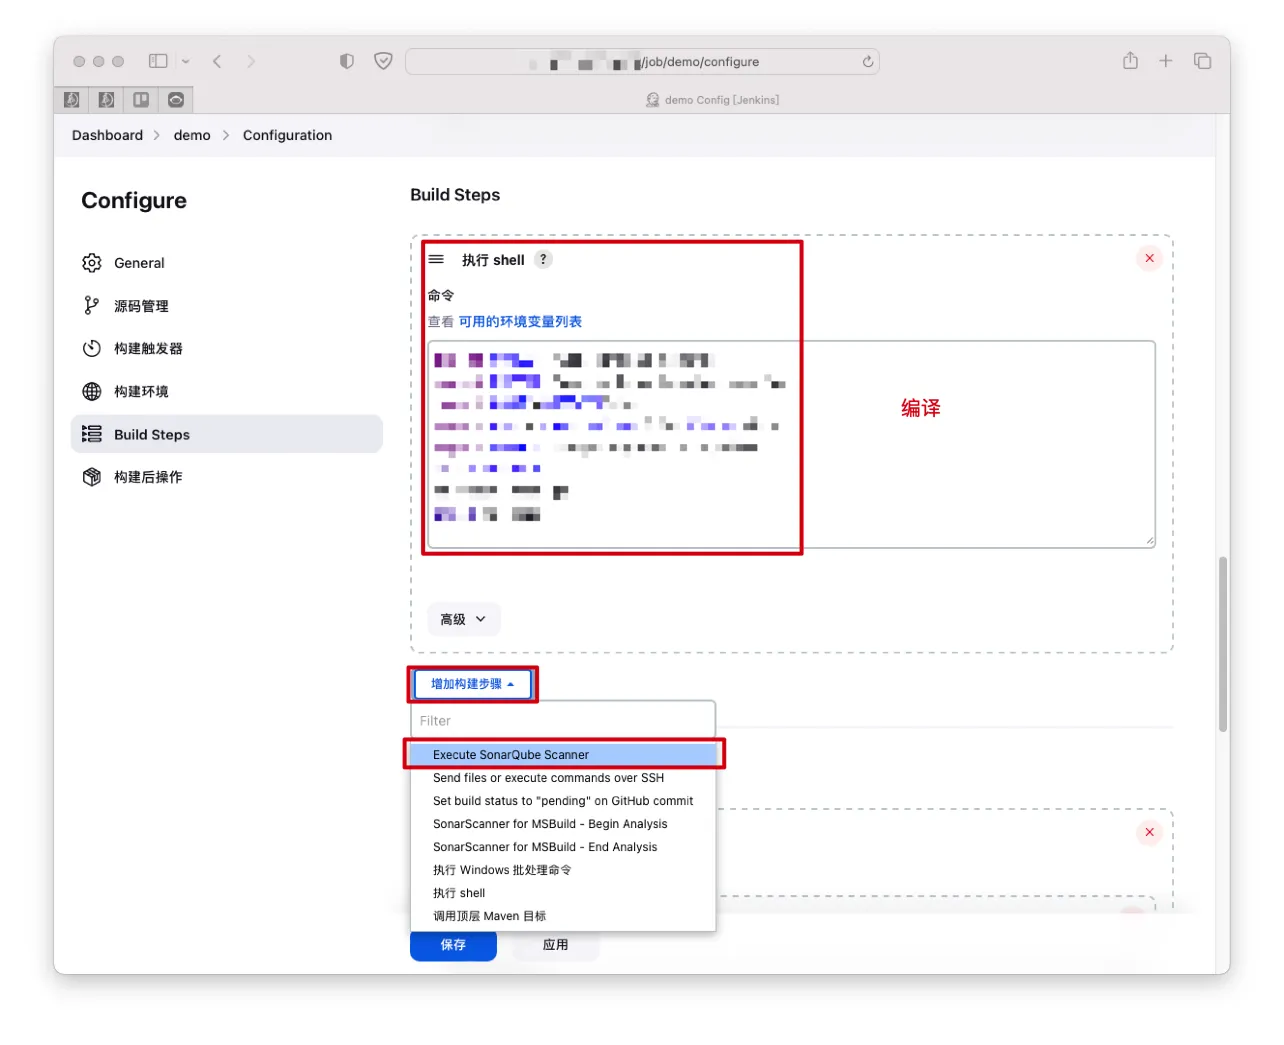 /job/demo/configure
demo Config [Jenkins]
Dashboard > demo > Configuration
Configure
General
源码管理
构建触发器
构建环境
Build Steps
构建后操作
Build Steps
执行 shell ?
命令
查看 可用的环境变量列表
编译
高级
增加构建步骤
Filter
Execute SonarQube Scanner
Send files or execute commands over SSH
Set build status to "pending" on GitHub commit
SonarScanner for MSBuild - Begin Analysis
SonarScanner for MSBuild - End Analysis
执行 Windows 批处理命令
执行 shell
调用顶层 Maven 目标
保存
应用